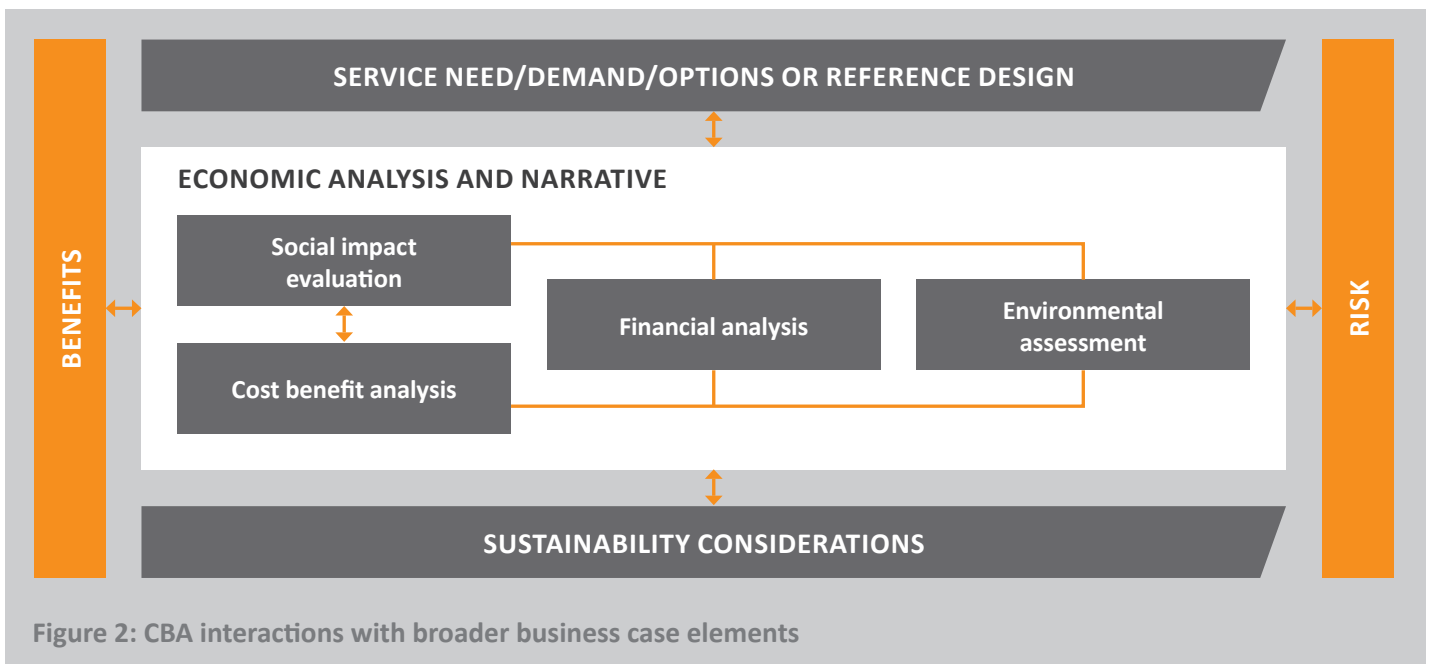 SERVICE NEED/DEMAND/OPTIONS OR REFERENCE DESIGN
BENEFITS
ECONOMIC ANALYSIS AND NARRATIVE
Social impact
evaluation
Cost benefit analysis
Financial analysis
Environmental
assessment
RISK
SUSTAINABILITY CONSIDERATIONS
Figure 2: CBA interactions with broader business case elements